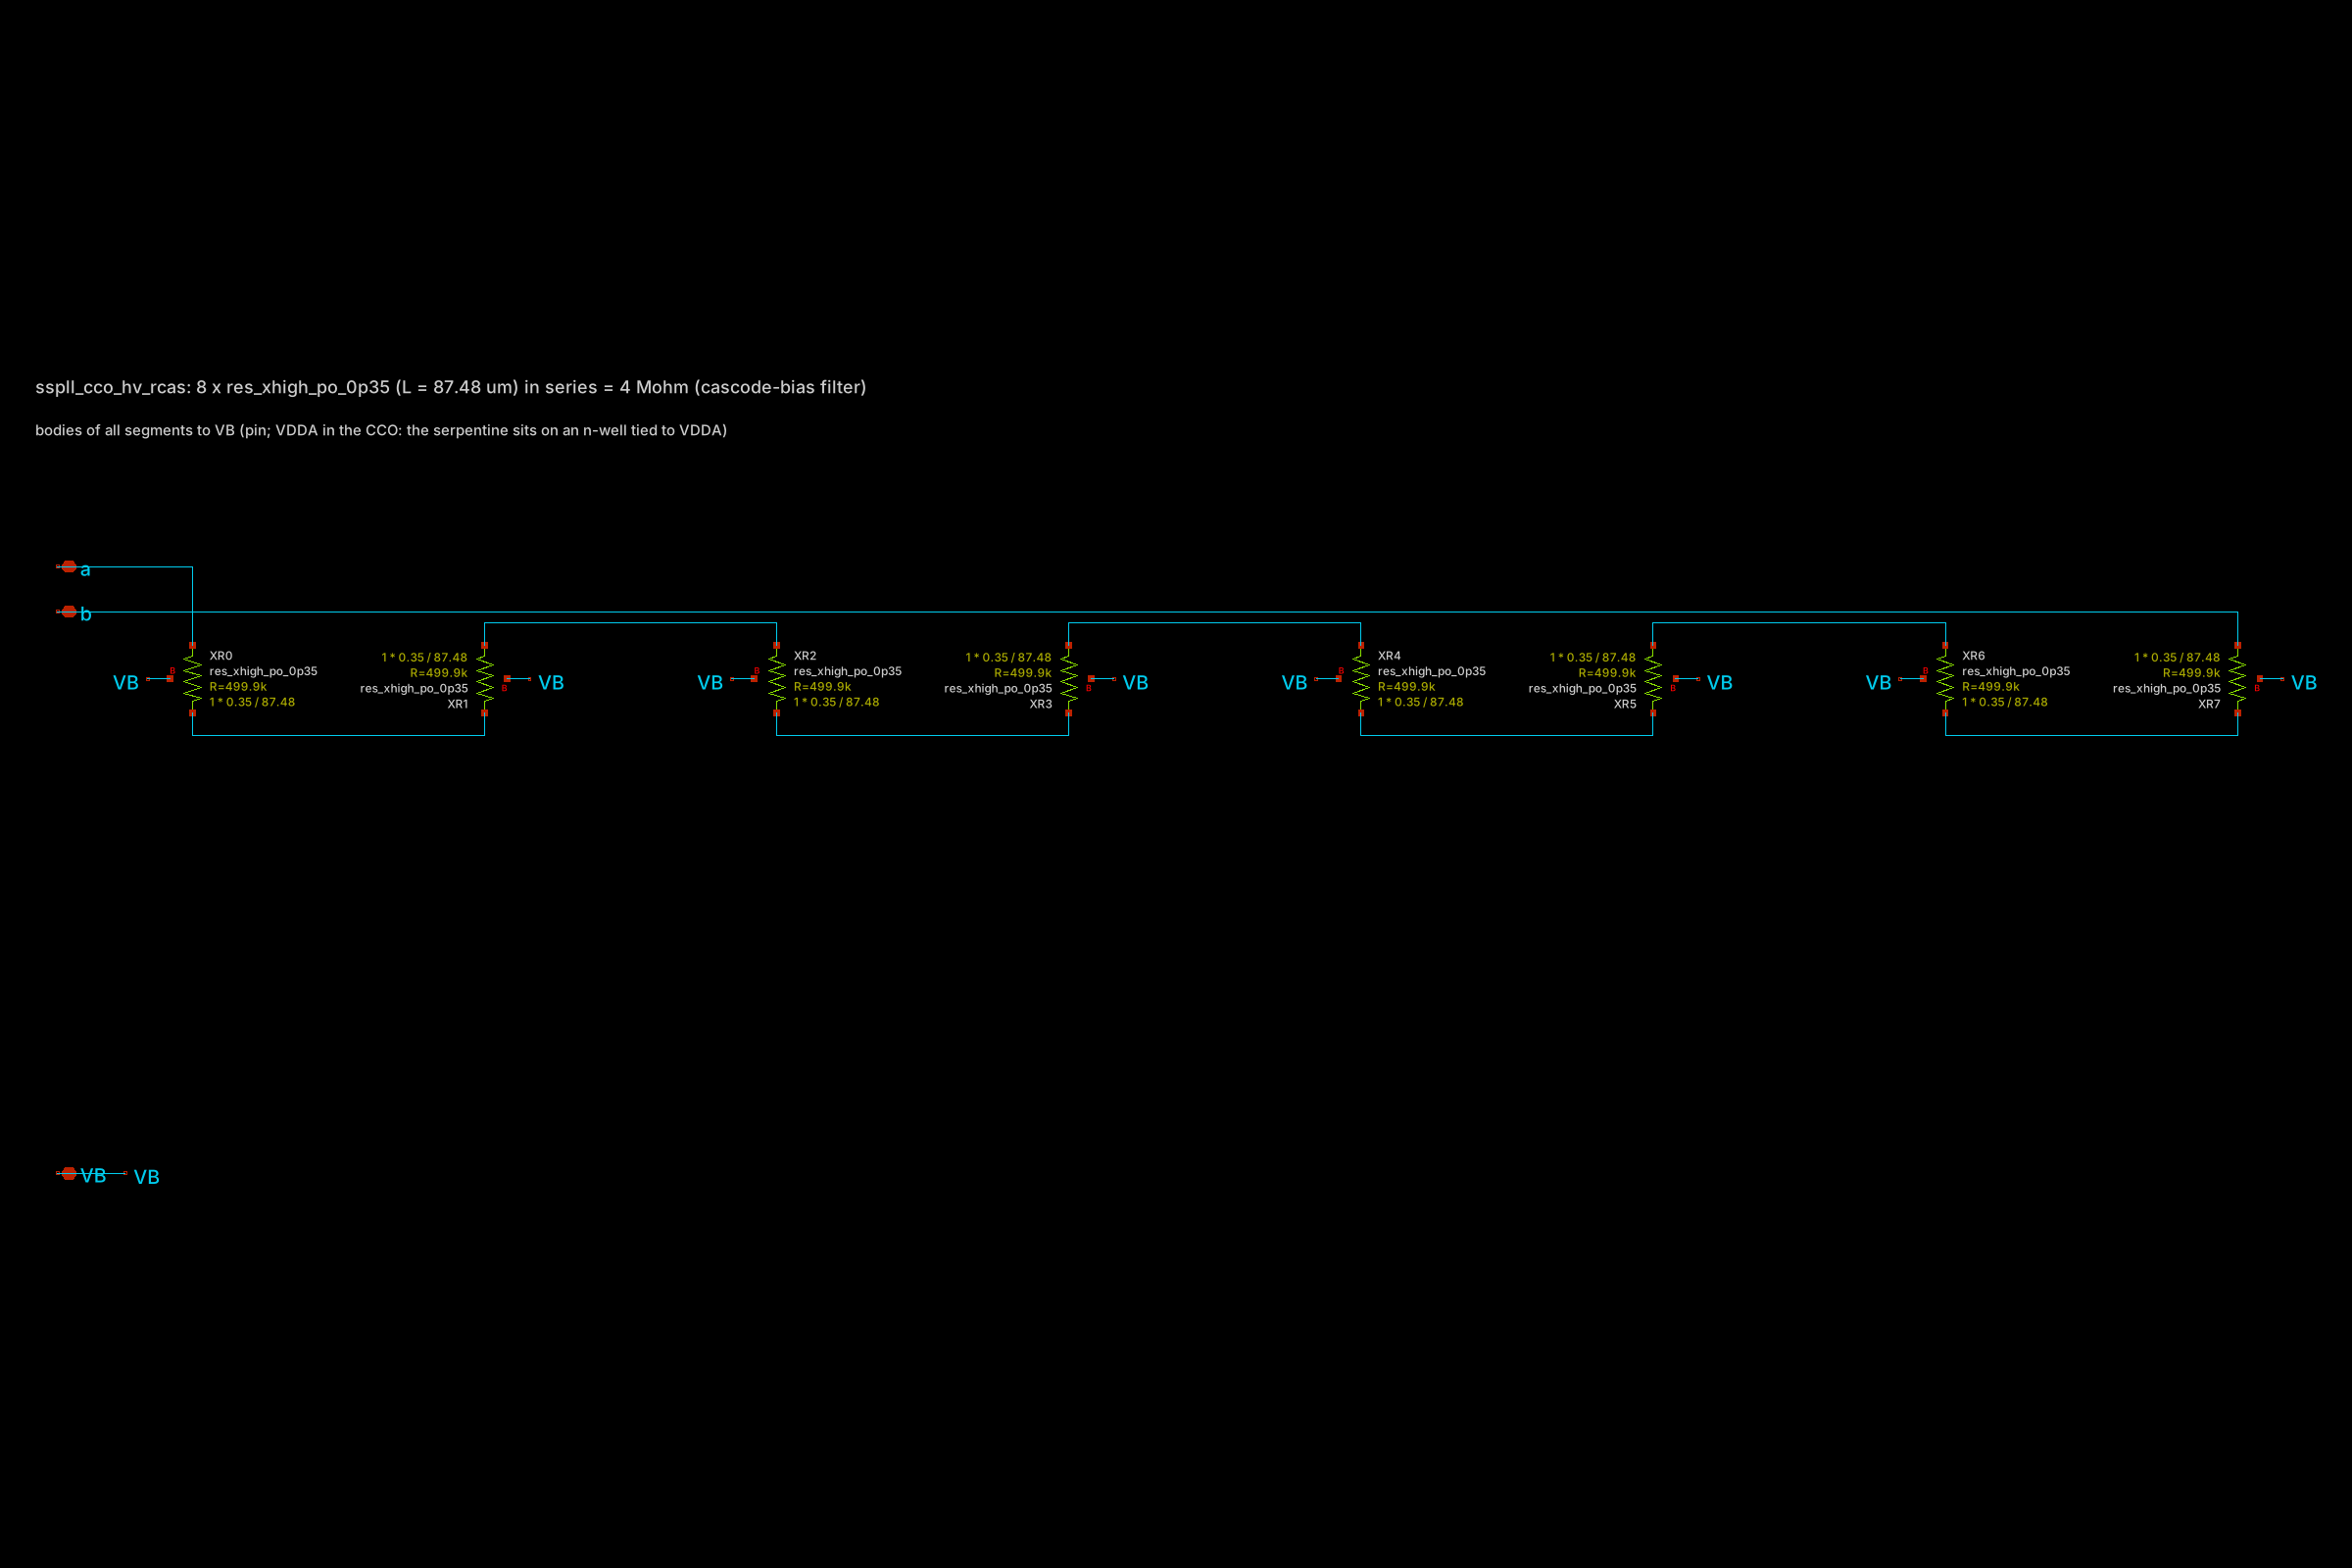 sspll_cco_hv_rcas: 8 x res_xhigh_po_0p35 (L = 87.48 um) in series = 4 Mohm (cascode-bias filter)
bodies of all segments to VB (pin; VDDA in the CCO: the serpentine sits on an n-well tied to VDDA)
a
b
VB
B
XR0
res_xhigh_po_0p35
R=499.9k
1 * 0.35 / 87.48
1 * 0.35 / 87.48
R=499.9k
res_xhigh_po_0p35
XR1
B
VB
VB
B
XR2
res_xhigh_po_0p35
R=499.9k
1 * 0.35 / 87.48
1 * 0.35 / 87.48
R=499.9k
res_xhigh_po_0p35
XR3
B
VB
VB
B
XR4
res_xhigh_po_0p35
R=499.9k
1 * 0.35 / 87.48
1 * 0.35 / 87.48
R=499.9k
res_xhigh_po_0p35
XR5
B
VB
VB
B
XR6
res_xhigh_po_0p35
R=499.9k
1 * 0.35 / 87.48
1 * 0.35 / 87.48
R=499.9k
res_xhigh_po_0p35
XR7
B
VB
VB VB